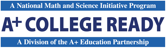 A National Math and Science Initiative Program
A+ COLLEGE READY
A Division of the A+ Education Partnership